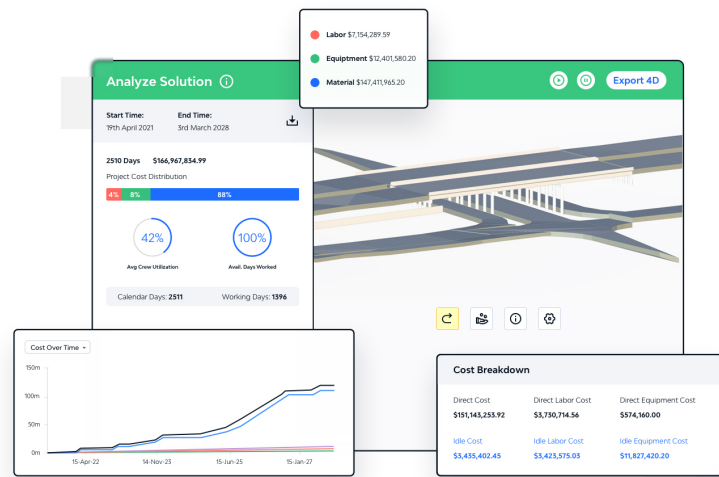 Labor $7,154,289.59
Equiptment $12,401,580.20
Material $147,411,965.20
Analyze Solution
Export 4D
Start Time: End Time:
19th April 2021 3rd March 2028
2510 Days $166,967,834.99
Project Cost Distribution
4% 8% 88%
42% 100%
Avg Crew Utilization Avail. Days Worked
Calendar Days: 2511 Working Days: 1396
Cost Over Time
150m
100m
50m
0m
15-Apr-22 14-Nov-23 15-Jun-25 15-Jan-27
Cost Breakdown
Direct Cost Direct Labor Cost Direct Equipment Cost
$151,143,253.92 $3,730,714.56 $574,160.00
Idle Cost Idle Labor Cost Idle Equipment Cost
$3,435,402.45 $3,423,575.03 $11,827,420.20